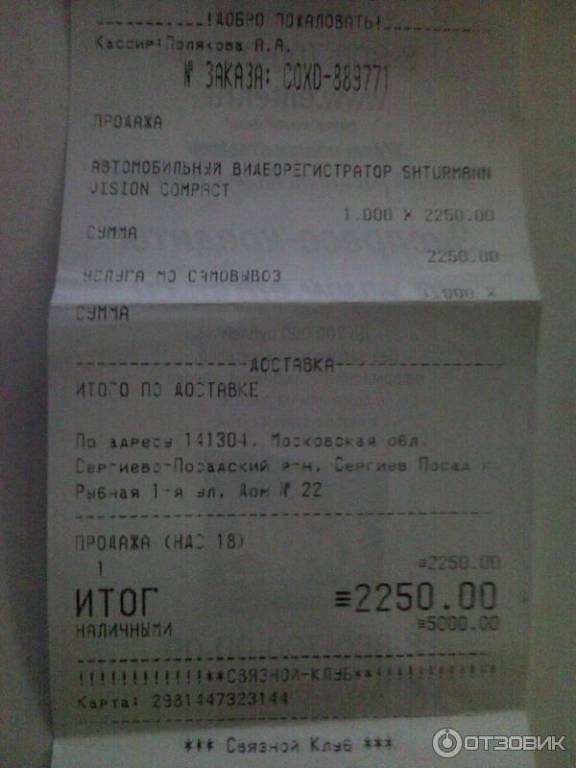 !ДОБРО ПОЖАЛОВАТЬ!
Кассир:Полякова А.А.
№ ЗАКАЗА: COXD-889771
ПРОДАЖА
АВТОМОБИЛЬНЫЙ ВИДЕОРЕГИСТРАТОР SHTURMANN
VISION COMPACT
1.000 X 2250.00
СУММА
2250.00
УСЛУГА МО САМОВЫВОЗ
1.000 X
СУММА
ДОСТАВКА
ИТОГО ПО ДОСТАВКЕ
По адресу 141304, Московская обл.
Сергиево-Посадский р-н, Сергиев Посад г.
Рыбная 1-я ул, Дом № 22
ПРОДАЖА (НДС 18)
1 ≡2250.00
ИТОГ ≡2250.00
НАЛИЧНЫМИ ≡5000.00
!!!!!!!!!!!!!**СВЯЗНОЙ-КЛУБ**!!!!!!!!!!!!!
Карта: 2981447323144
*** Связной Клуб ***
ОТЗОВИК